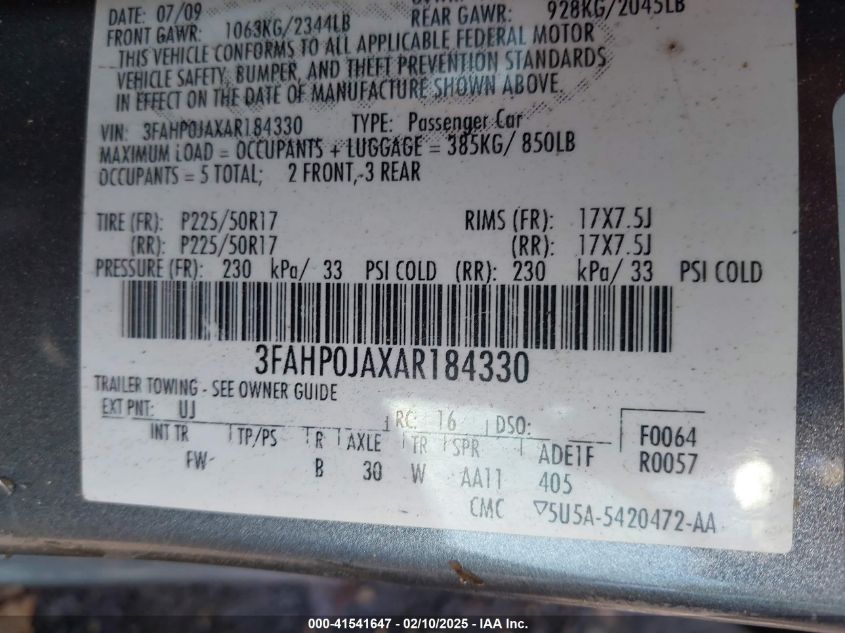 DATE: 07/09
FRONT GAWR: 1063KG/2344LB REAR GAWR: 928KG/2045LB
THIS VEHICLE CONFORMS TO ALL APPLICABLE FEDERAL MOTOR
VEHICLE SAFETY, BUMPER, AND THEFT PREVENTION STANDARDS
IN EFFECT ON THE DATE OF MANUFACTURE SHOWN ABOVE.
VIN: 3FAHP0JAXAR184330 TYPE: Passenger Car
MAXIMUM LOAD = OCCUPANTS + LUGGAGE = 385KG/ 850LB
OCCUPANTS = 5 TOTAL; 2 FRONT,-3 REAR
TIRE (FR): P225/50R17 RIMS (FR): 17X7.5J
(RR): P225/50R17 (RR): 17X7.5J
PRESSURE (FR): 230 kPa/ 33 PSI COLD (RR): 230 kPa/ 33 PSI COLD
3FAHP0JAXAR184330
TRAILER TOWING - SEE OWNER GUIDE
EXT PNT: UJ RC: 16 DSO: F0064
INT TR TP/PS R AXLE TR SPR ADE1F R0057
FW B 30 W AA11 405
CMC ▽5U5A-5420472-AA
000-41541647 — 02/10/2025 — IAA Inc.